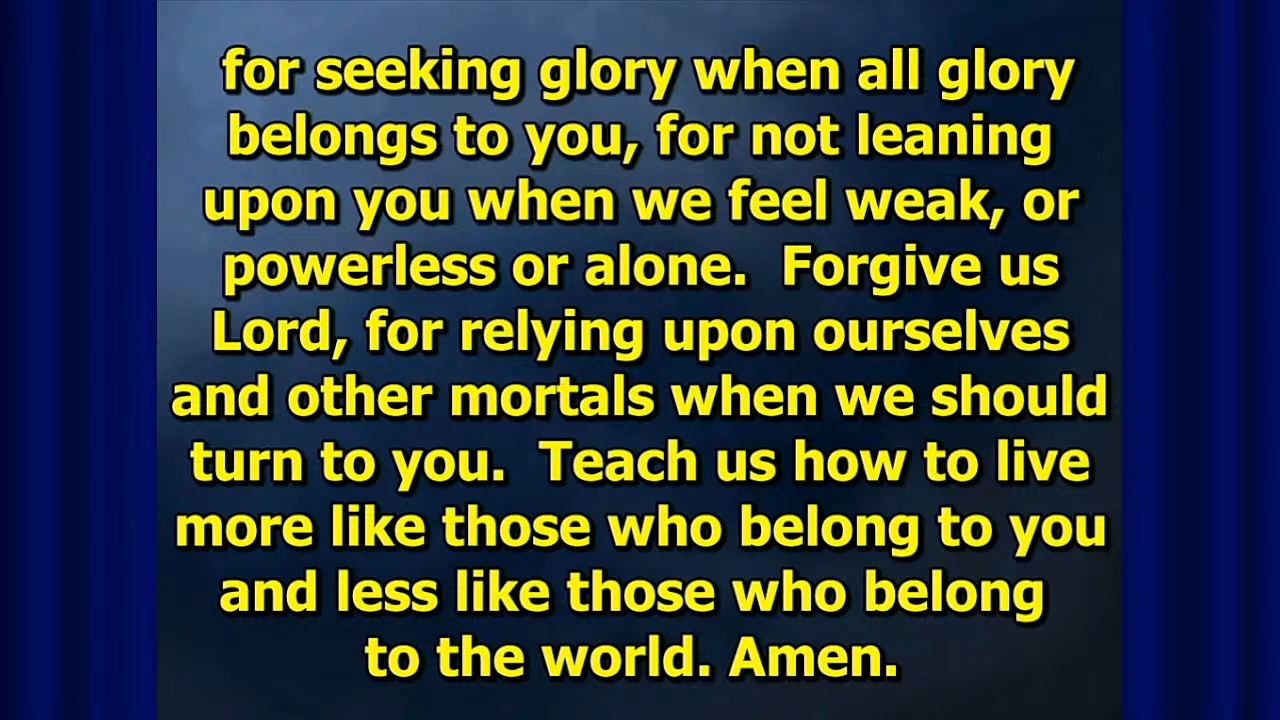 for seeking glory when all glory
belongs to you, for not leaning
upon you when we feel weak, or
powerless or alone.  Forgive us
Lord, for relying upon ourselves
and other mortals when we should
turn to you.  Teach us how to live
more like those who belong to you
and less like those who belong
to the world. Amen.